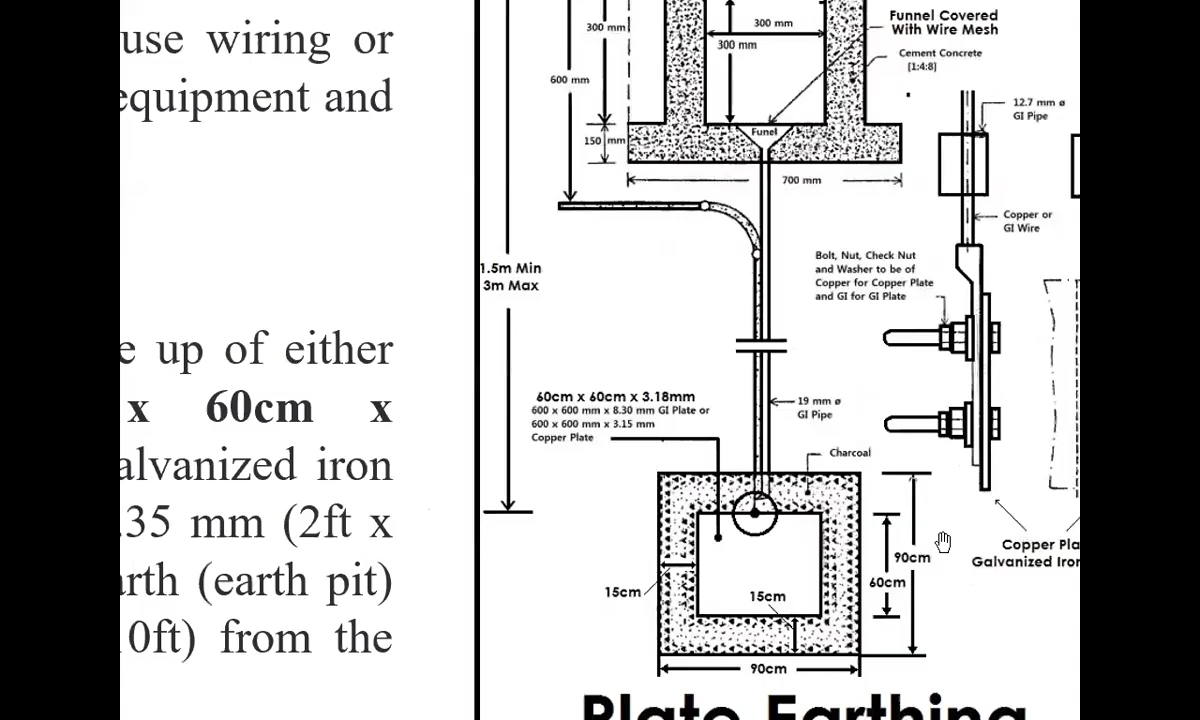 use wiring or
equipment and
e up of either
x 60cm x
alvanized iron
.35 mm (2ft x
arth (earth pit)
0ft) from the
300 mm
600 mm
150 mm
300 mm
300 mm
Funel
700 mm
Funnel Covered
With Wire Mesh
Cement Concrete
[1:4:8]
12.7 mm ø
GI Pipe
Copper or
GI Wire
1.5m Min
3m Max
Bolt, Nut, Check Nut
and Washer to be of
Copper for Copper Plate
and GI for GI Plate
60cm x 60cm x 3.18mm
600 x 600 mm x 8.30 mm GI Plate or
600 x 600 mm x 3.15 mm
Copper Plate
19 mm ø
GI Pipe
Charcoal
90cm
60cm
15cm
15cm
90cm
Copper Pla
Galvanized Iron
Plate Earthing